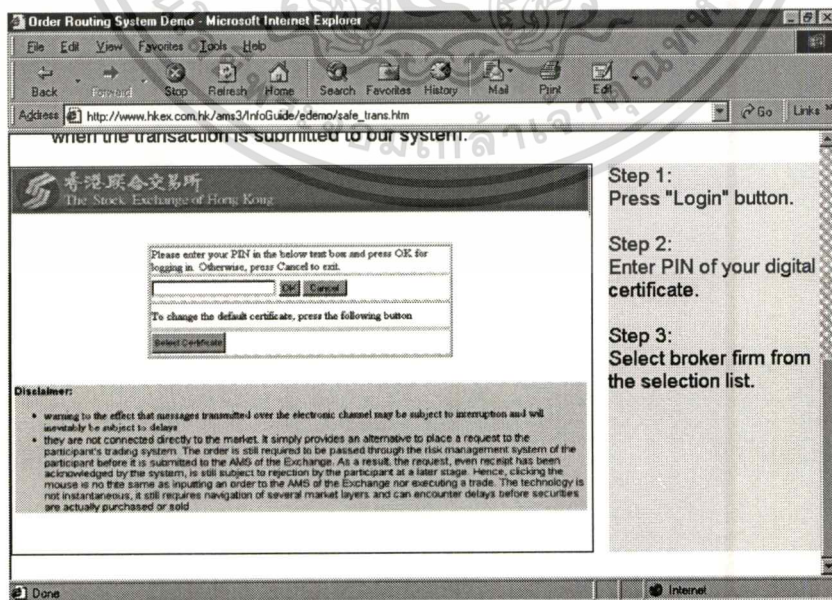 Order Routing System Demo - Microsoft Internet Explorer
File Edit View Favorites Tools Help
Back Forward Stop Refresh Home Search Favorites History Mail Print Edit
Address http://www.hkex.com.hk/ams3/InfoGuide/edemo/safe_trans.htm Go Links
when the transaction is submitted to our system.
香港聯合交易所
The Stock Exchange of Hong Kong
Please enter your PIN in the below text box and press OK for
logging in. Otherwise, press Cancel to exit.
OK Cancel
To change the default certificate, press the following button
Select Certificate
Disclaimer:
• warning to the effect that messages transmitted over the electronic channel may be subject to interruption and will
inevitably be subject to delays
• they are not connected directly to the market. It simply provides an alternative to place a request to the
participant's trading system. The order is still required to be passed through the risk management system of the
participant before it is submitted to the AMS of the Exchange. As a result, the request, even receipt has been
acknowledged by the system, is still subject to rejection by the participant at a later stage. Hence, clicking the
mouse is no the same as inputting an order to the AMS of the Exchange nor executing a trade. The technology is
not instantaneous, it still requires navigation of several market layers and can encounter delays before securities
are actually purchased or sold
Step 1:
Press "Login" button.
Step 2:
Enter PIN of your digital
certificate.
Step 3:
Select broker firm from
the selection list.
Done Internet